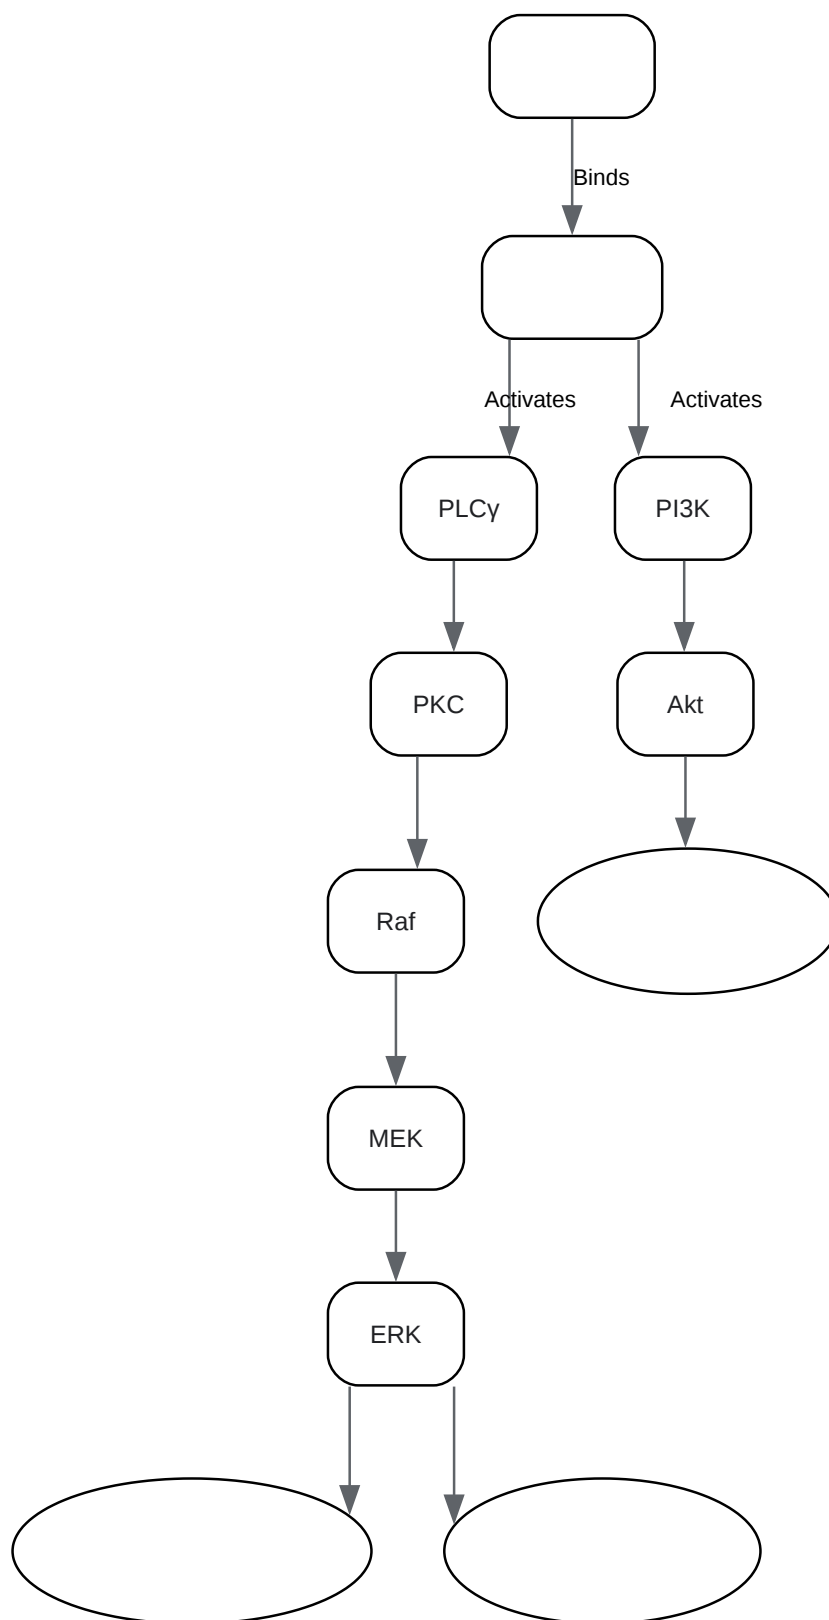 Binds
Activates
Activates
PLCγ
PI3K
PKC
Akt
Raf
MEK
ERK